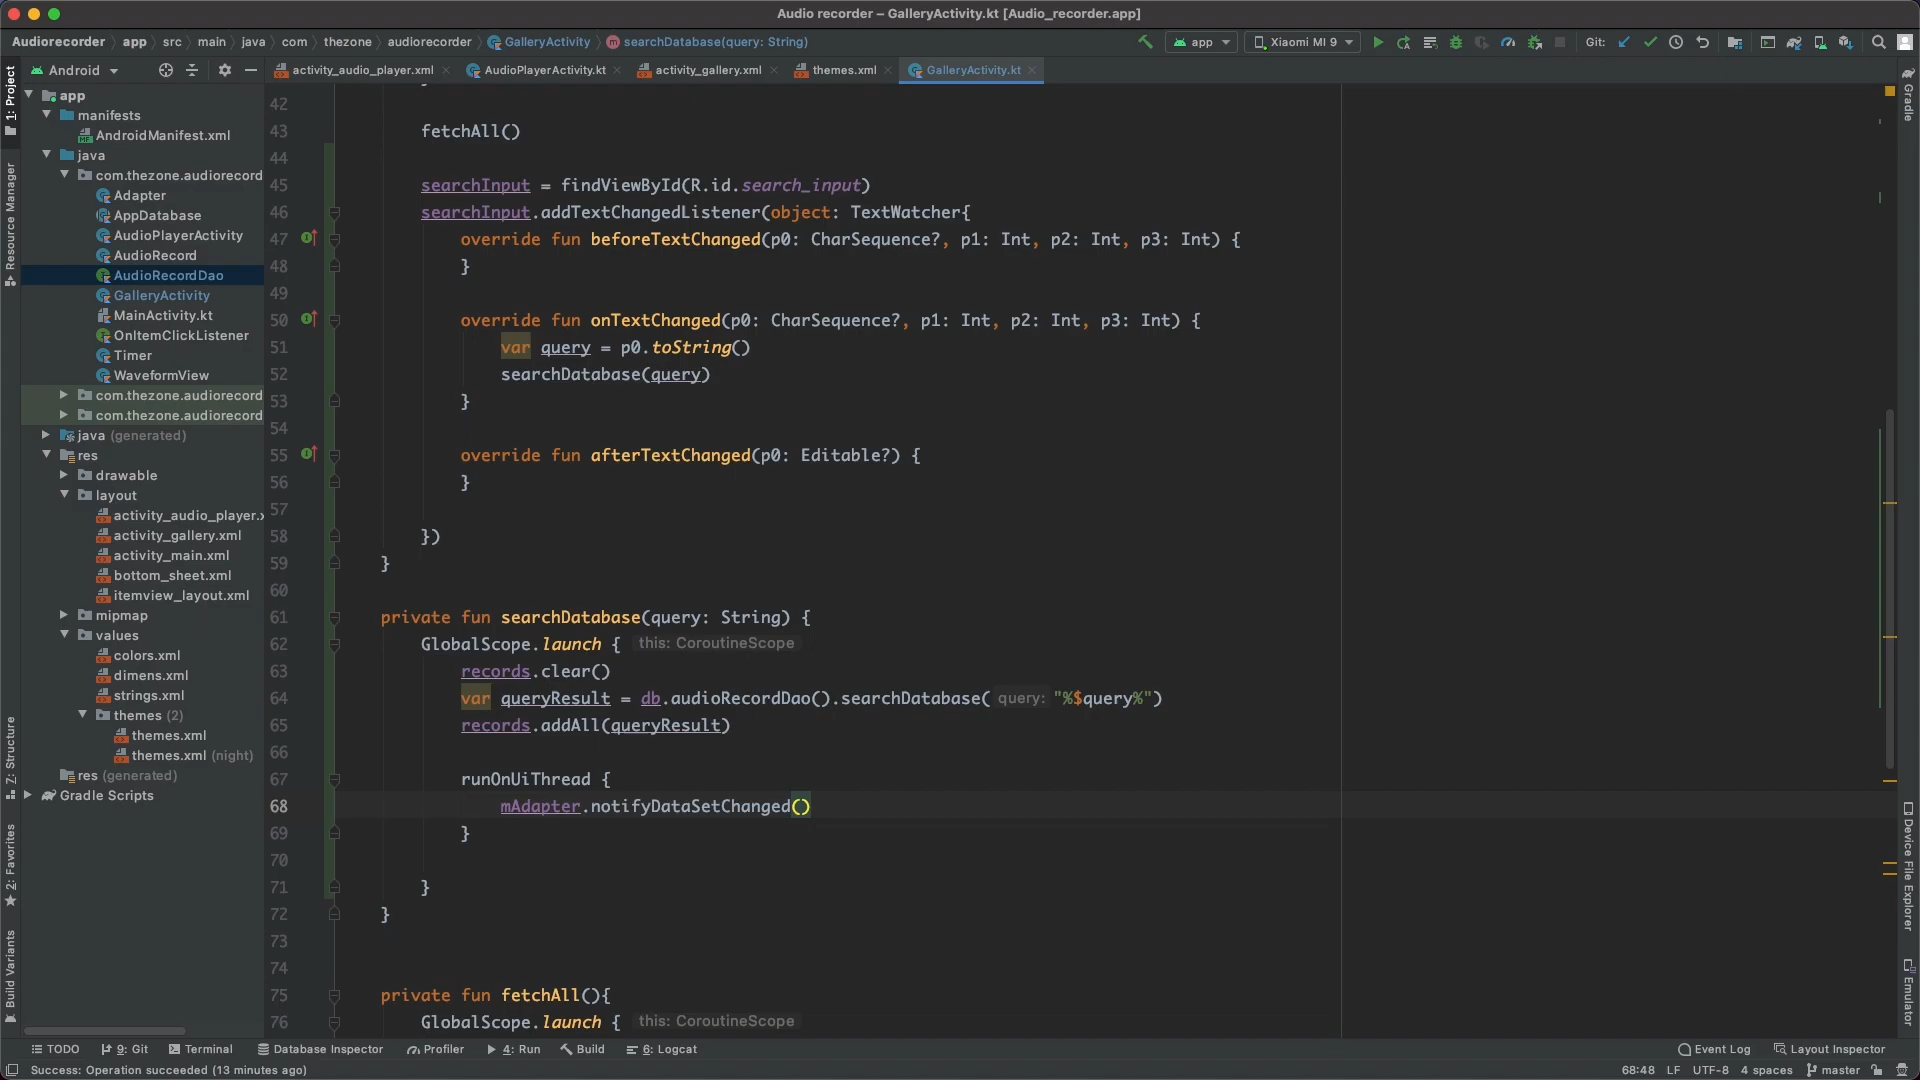 Audio recorder – GalleryActivity.kt [Audio_recorder.app]
Audiorecorder app src main java com thezone audiorecorder GalleryActivity searchDatabase(query: String) app Xiaomi MI 9 Git:
Android activity_audio_player.xml AudioPlayerActivity.kt activity_gallery.xml themes.xml GalleryActivity.kt
1: Project
Resource Manager
7: Structure
2: Favorites
Build Variants
app
manifests
AndroidManifest.xml
java
com.thezone.audiorecord
Adapter
AppDatabase
AudioPlayerActivity
AudioRecord
AudioRecordDao
GalleryActivity
MainActivity.kt
OnItemClickListener
Timer
WaveformView
com.thezone.audiorecord
com.thezone.audiorecord
java (generated)
res
drawable
layout
activity_audio_player.x
activity_gallery.xml
activity_main.xml
bottom_sheet.xml
itemview_layout.xml
mipmap
values
colors.xml
dimens.xml
strings.xml
themes (2)
themes.xml
themes.xml (night)
res (generated)
Gradle Scripts
42
43 fetchAll()
44
45 searchInput = findViewById(R.id.search_input)
46 searchInput.addTextChangedListener(object: TextWatcher{
47 override fun beforeTextChanged(p0: CharSequence?, p1: Int, p2: Int, p3: Int) {
48 }
49
50 override fun onTextChanged(p0: CharSequence?, p1: Int, p2: Int, p3: Int) {
51 var query = p0.toString()
52 searchDatabase(query)
53 }
54
55 override fun afterTextChanged(p0: Editable?) {
56 }
57
58 })
59 }
60
61 private fun searchDatabase(query: String) {
62 GlobalScope.launch { this: CoroutineScope
63 records.clear()
64 var queryResult = db.audioRecordDao().searchDatabase( query: "%$query%")
65 records.addAll(queryResult)
66
67 runOnUiThread {
68 mAdapter.notifyDataSetChanged()
69 }
70
71 }
72 }
73
74
75 private fun fetchAll(){
76 GlobalScope.launch { this: CoroutineScope
Gradle
Device File Explorer
Emulator
TODO 9: Git Terminal Database Inspector Profiler 4: Run Build 6: Logcat Event Log Layout Inspector
Success: Operation succeeded (13 minutes ago) 68:48 LF UTF-8 4 spaces master